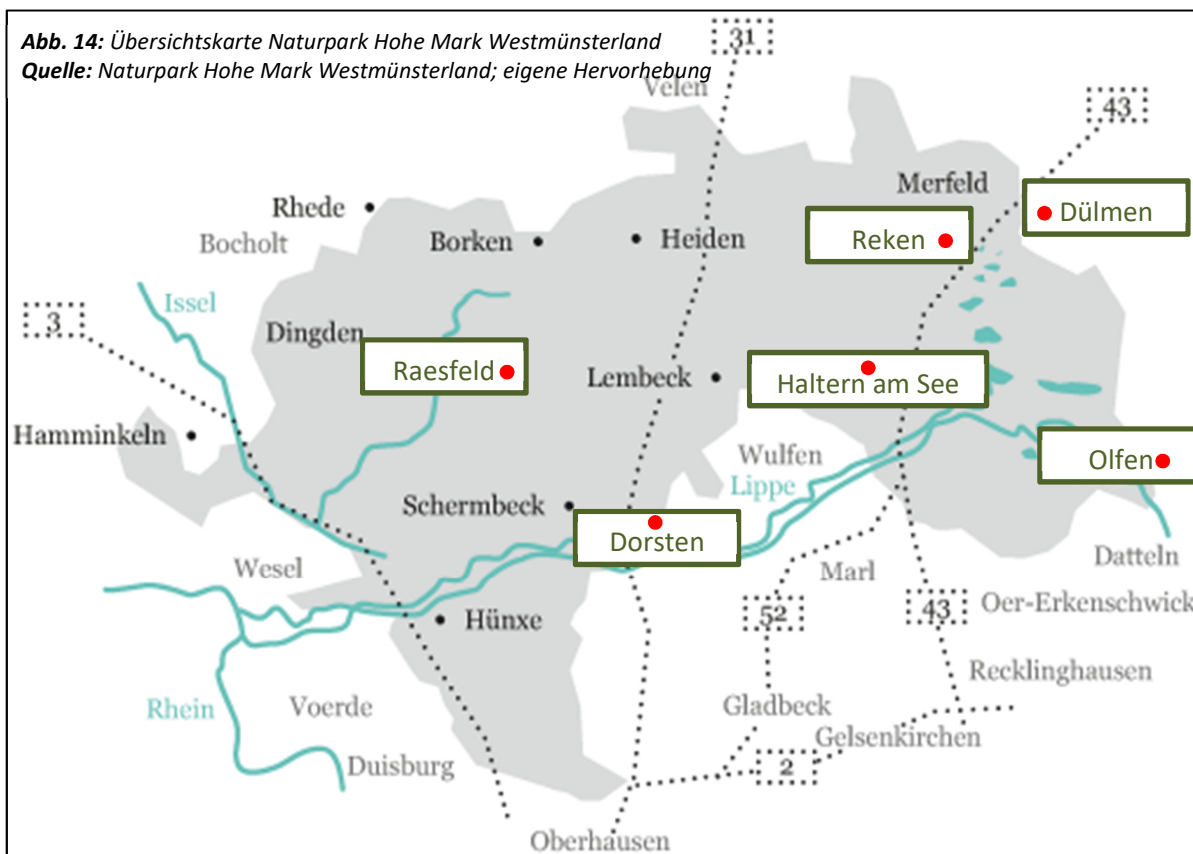 Abb. 14: Übersichtskarte Naturpark Hohe Mark Westmünsterland
Quelle: Naturpark Hohe Mark Westmünsterland; eigene Hervorhebung
31
Velen
43
Merfeld
Rhede
Dülmen
Bocholt
Borken
Heiden
Reken
Issel
3
Dingden
Raesfeld
Lembeck
Haltern am See
Hamminkeln
Wulfen
Olfen
Lippe
Schermbeck
Dorsten
Datteln
Wesel
Marl
52
43
Oer-Erkenschwick
Hünxe
Recklinghausen
Rhein
Voerde
Gladbeck
Gelsenkirchen
Duisburg
2
Oberhausen